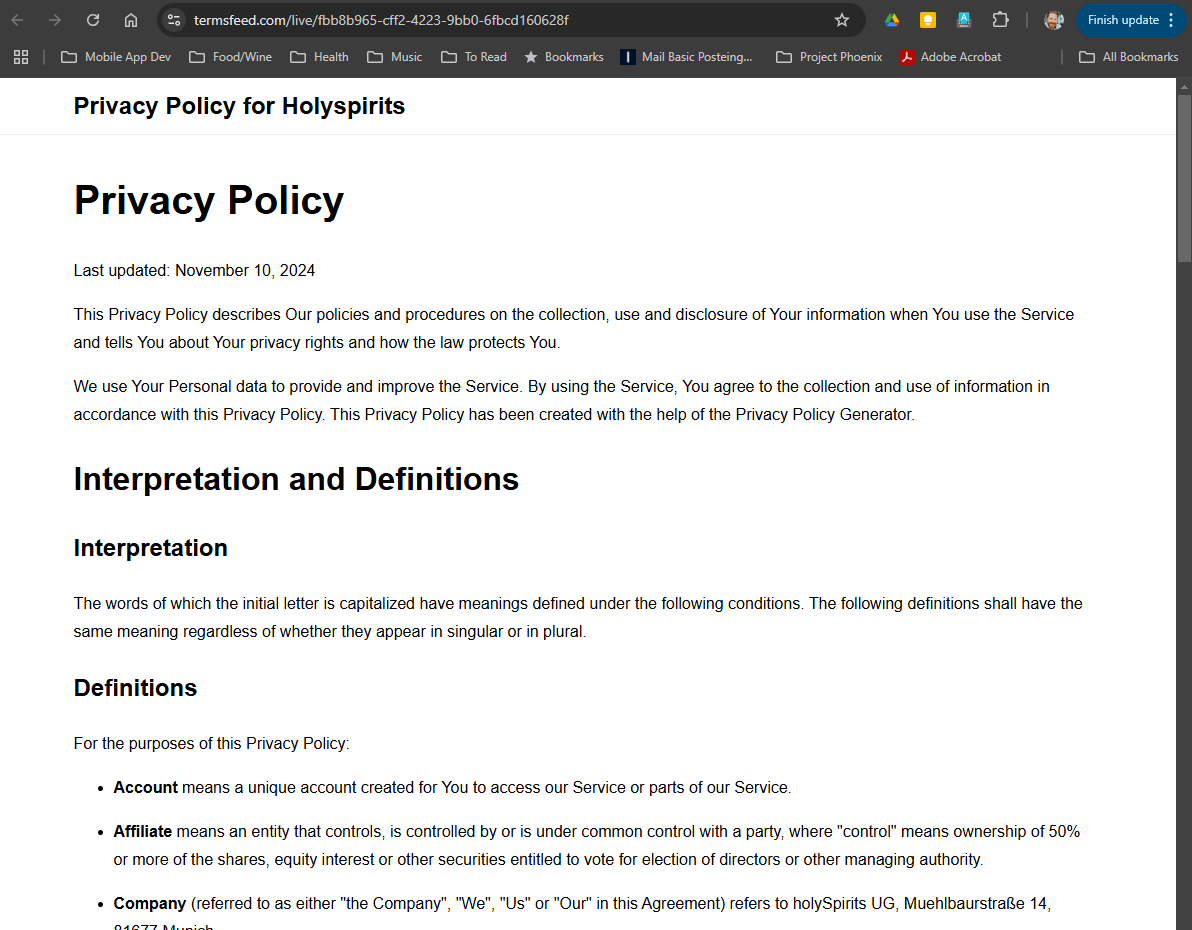 termsfeed.com/live/fbb8b965-cff2-4223-9bb0-6fbcd160628f
Finish update
Mobile App Dev
Food/Wine
Health
Music
To Read
Bookmarks
Mail Basic Posteing...
Project Phoenix
Adobe Acrobat
All Bookmarks
Privacy Policy for Holyspirits
Privacy Policy
Last updated: November 10, 2024
This Privacy Policy describes Our policies and procedures on the collection, use and disclosure of Your information when You use the Service
and tells You about Your privacy rights and how the law protects You.
We use Your Personal data to provide and improve the Service. By using the Service, You agree to the collection and use of information in
accordance with this Privacy Policy. This Privacy Policy has been created with the help of the Privacy Policy Generator.
Interpretation and Definitions
Interpretation
The words of which the initial letter is capitalized have meanings defined under the following conditions. The following definitions shall have the
same meaning regardless of whether they appear in singular or in plural.
Definitions
For the purposes of this Privacy Policy:
Account means a unique account created for You to access our Service or parts of our Service.
Affiliate means an entity that controls, is controlled by or is under common control with a party, where "control" means ownership of 50%
or more of the shares, equity interest or other securities entitled to vote for election of directors or other managing authority.
Company (referred to as either "the Company", "We", "Us" or "Our" in this Agreement) refers to holySpirits UG, Muehlbaurstraße 14,
81677 Munich